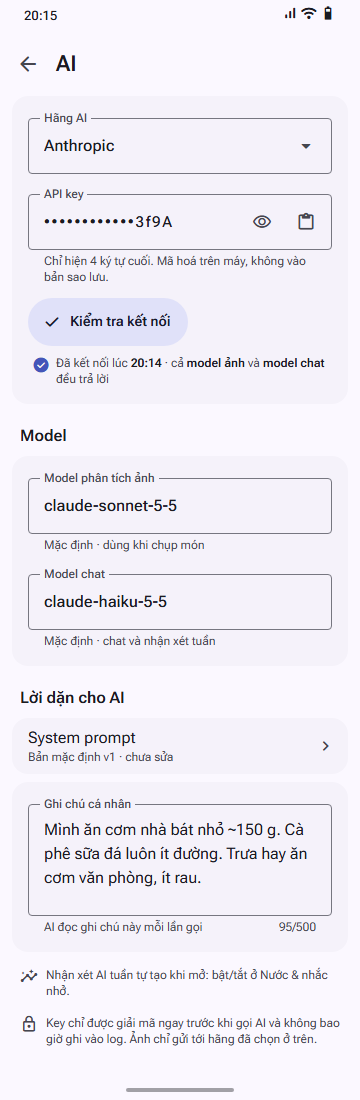 20:15
AI
Hãng AI
Anthropic
API key
••••••••••••3f9A
Chỉ hiện 4 ký tự cuối. Mã hoá trên máy, không vào
bản sao lưu.
Kiểm tra kết nối
Đã kết nối lúc 20:14 · cả model ảnh và model chat
đều trả lời
Model
Model phân tích ảnh
claude-sonnet-5-5
Mặc định · dùng khi chụp món
Model chat
claude-haiku-5-5
Mặc định · chat và nhận xét tuần
Lời dặn cho AI
System prompt
Bản mặc định v1 · chưa sửa
Ghi chú cá nhân
Mình ăn cơm nhà bát nhỏ ~150 g. Cà
phê sữa đá luôn ít đường. Trưa hay ăn
cơm văn phòng, ít rau.
AI đọc ghi chú này mỗi lần gọi 95/500
Nhận xét AI tuần tự tạo khi mở: bật/tắt ở Nước & nhắc
nhở.
Key chỉ được giải mã ngay trước khi gọi AI và không bao
giờ ghi vào log. Ảnh chỉ gửi tới hãng đã chọn ở trên.